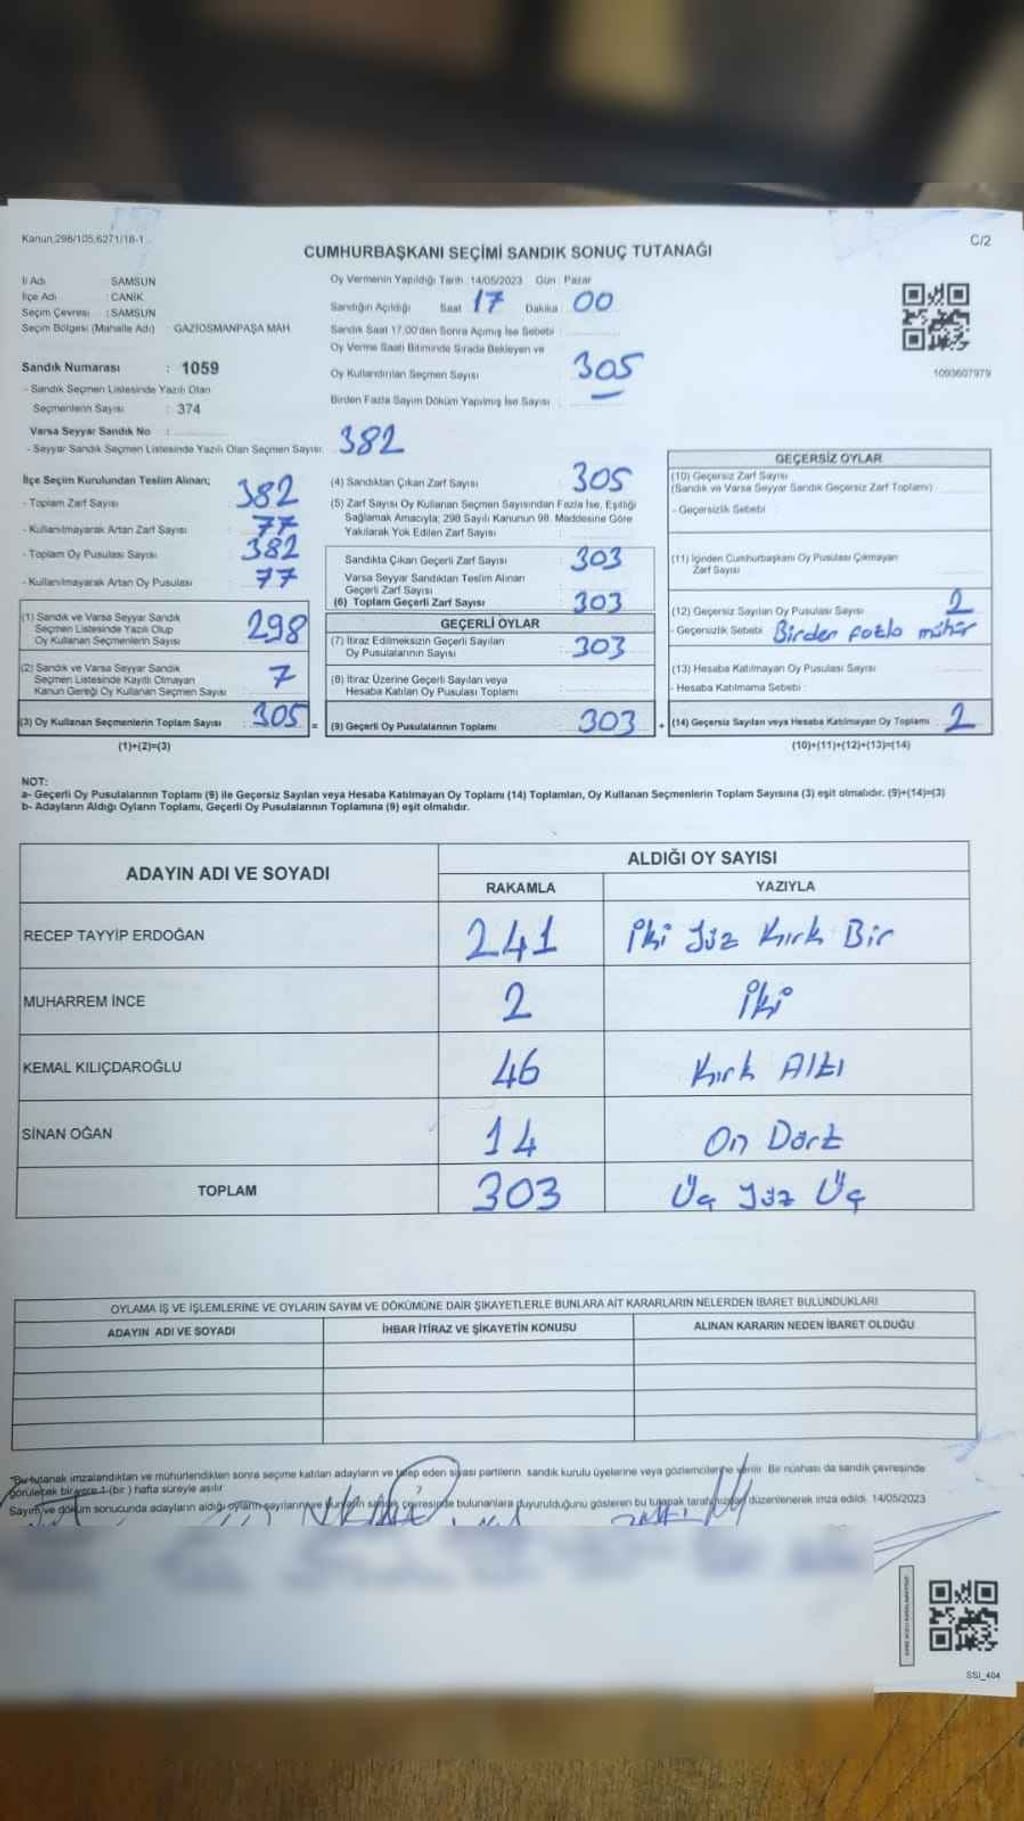 Kanun,298/105,6271/18-1
C/2
CUMHURBAŞKANI SEÇİMİ SANDIK SONUÇ TUTANAĞI
İl Adı SAMSUN
İlçe Adı : CANİK
Seçim Çevresi : SAMSUN
Seçim Bölgesi (Mahalle Adı) GAZİOSMANPAŞA MAH.
Oy Vermenin Yapıldığı Tarih :14/05/2023 Gün : Pazar
Sandığın Açıldığı Saat 17 Dakika 00
Sandık Saat 17.00'den Sonra Açılmış İse Sebebi :
Oy Verme Saati Bitiminde Sırada Bekleyen ve
Oy Kullandırılan Seçmen Sayısı 305
Birden Fazla Sayım Döküm Yapılmış İse Sayısı
1093607979
Sandık Numarası : 1059
- Sandık Seçmen Listesinde Yazılı Olan
Seçmenlerin Sayısı : 374
Varsa Seyyar Sandık No :
- Seyyar Sandık Seçmen Listesinde Yazılı Olan Seçmen Sayısı: 382
İlçe Seçim Kurulundan Teslim Alınan;
- Toplam Zarf Sayısı 382
- Kullanılmayarak Artan Zarf Sayısı 77
- Toplam Oy Pusulası Sayısı 382
- Kullanılmayarak Artan Oy Pusulası 77
(1) Sandık ve Varsa Seyyar Sandık
Seçmen Listesinde Yazılı Olup
Oy Kullanan Seçmenlerin Sayısı 298
(2) Sandık ve Varsa Seyyar Sandık
Seçmen Listesinde Kayıtlı Olmayan
Kanun Gereği Oy Kullanan Seçmen Sayısı 7
(3) Oy Kullanan Seçmenlerin Toplam Sayısı : 305 =
(1)+(2)=(3)
(4) Sandıktan Çıkan Zarf Sayısı 305
(5) Zarf Sayısı Oy Kullanan Seçmen Sayısından Fazla İse, Eşitliği
Sağlamak Amacıyla; 298 Sayılı Kanunun 98. Maddesine Göre
Yakılarak Yok Edilen Zarf Sayısı
Sandıkta Çıkan Geçerli Zarf Sayısı 303
Varsa Seyyar Sandıktan Teslim Alınan
Geçerli Zarf Sayısı
(6) Toplam Geçerli Zarf Sayısı 303
GEÇERLİ OYLAR
(7) İtiraz Edilmeksizin Geçerli Sayılan
Oy Pusulalarının Sayısı : 303
(8) İtiraz Üzerine Geçerli Sayılan veya
Hesaba Katılan Oy Pusulası Toplamı
(9) Geçerli Oy Pusulalarının Toplamı : 303 +
GEÇERSİZ OYLAR
(10) Geçersiz Zarf Sayısı
(Sandık ve Varsa Seyyar Sandık Geçersiz Zarf Toplamı)
- Geçersizlik Sebebi
(11) İçinden Cumhurbaşkanı Oy Pusulası Çıkmayan
Zarf Sayısı
(12) Geçersiz Sayılan Oy Pusulası Sayısı 2
- Geçersizlik Sebebi Birden fazla mühür
(13) Hesaba Katılmayan Oy Pusulası Sayısı
- Hesaba Katılmama Sebebi :
(14) Geçersiz Sayılan veya Hesaba Katılmayan Oy Toplamı 2
(10)+(11)+(12)+(13)=(14)
NOT:
a- Geçerli Oy Pusulalarının Toplamı (9) ile Geçersiz Sayılan veya Hesaba Katılmayan Oy Toplamı (14) Toplamları, Oy Kullanan Seçmenlerin Toplam Sayısına (3) eşit olmalıdır. (9)+(14)=(3)
b- Adayların Aldığı Oyların Toplamı, Geçerli Oy Pusulalarının Toplamına (9) eşit olmalıdır.
ADAYIN ADI VE SOYADI ALDIĞI OY SAYISI
RAKAMLA YAZIYLA
RECEP TAYYİP ERDOĞAN 241 İki Yüz Kırk Bir
MUHARREM İNCE 2 İki
KEMAL KILIÇDAROĞLU 46 Kırk Altı
SİNAN OĞAN 14 On Dört
TOPLAM 303 Üç Yüz Üç
OYLAMA İŞ VE İŞLEMLERİNE VE OYLARIN SAYIM VE DÖKÜMÜNE DAİR ŞİKAYETLERLE BUNLARA AİT KARARLARIN NELERDEN İBARET BULUNDUKLARI
ADAYIN ADI VE SOYADI İHBAR İTİRAZ VE ŞİKAYETİN KONUSU ALINAN KARARIN NEDEN İBARET OLDUĞU
*Bu tutanak imzalandıktan ve mühürlendikten sonra seçime katılan adayların ve talep eden siyasi partilerin sandık kurulu üyelerine veya gözlemcilerine verilir. Bir nüshası da sandık çevresinde
görülecek bir yere 1 (bir ) hafta süreyle asılır
Sayım ve döküm sonucunda adayların aldığı oyların sayılarını ve bulunanlara duyurulduğunu gösteren bu tutanak düzenlenerek imza edildi. 14/05/2023
SSI_404